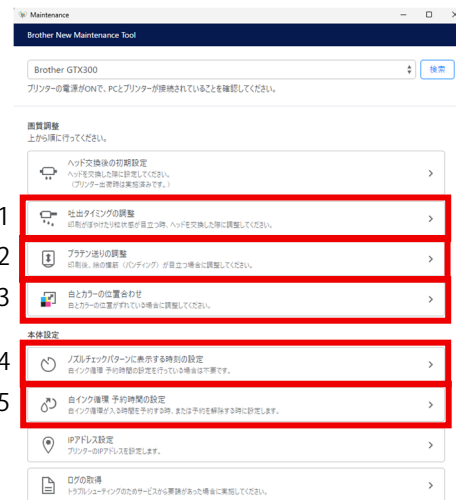 Maintenance
Brother New Maintenance Tool
Brother GTX300
検索
プリンターの電源がONで、PCとプリンターが接続されていることを確認してください。
画質調整
上から順に行ってください。
ヘッド交換後の初期設定
ヘッドを交換した際に設定してください。
（プリンター出荷時は実施済みです。）
1
吐出タイミングの調整
印刷がぼやけたり粒状感が目立つ時、ヘッドを交換した際に調整してください。
2
プラテン送りの調整
印刷後、絵の横筋（バンディング）が目立つ場合に調整してください。
3
白とカラーの位置合わせ
白とカラーの位置がずれている場合に調整してください。
本体設定
4
ノズルチェックパターンに表示する時刻の設定
白インク循環 予約時間の設定を行っている場合は不要です。
5
白インク循環 予約時間の設定
白インク循環が入る時間を予約する時、または予約を解除する時に設定します。
IPアドレス設定
プリンターのIPアドレスを設定します。
ログの取得
トラブルシューティングのためサービスから要請があった場合に実施してください。